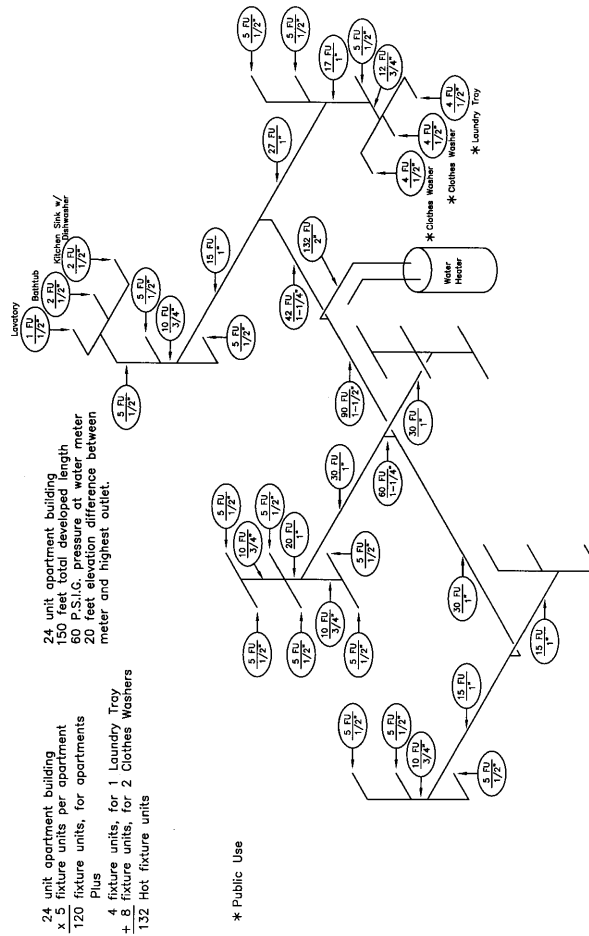 24 unit apartment building
x 5 fixture units per apartment
120 fixture units, for apartments
Plus
4 fixture units, for 1 Laundry Tray
+ 8 fixture units, for 2 Clothes Washers
132 Hot fixture units
24 unit apartment building
150 feet total developed length
60 P.S.I.G. pressure at water meter
20 feet elevation difference between
meter and highest outlet.
* Public Use
Lavatory
1 FU
1/2"
Bathtub
2 FU
1/2"
Kitchen Sink w/
Dishwasher
2 FU
1/2"
5 FU
1/2"
5 FU
1/2"
10 FU
3/4"
5 FU
1/2"
15 FU
1"
27 FU
1"
5 FU
1/2"
5 FU
1/2"
17 FU
1"
5 FU
1/2"
12 FU
3/4"
4 FU
1/2"
* Clothes Washer
4 FU
1/2"
* Clothes Washer
4 FU
1/2"
* Laundry Tray
132 FU
2"
Water
Heater
42 FU
1-1/4"
90 FU
1-1/2"
30 FU
1"
60 FU
1-1/4"
30 FU
1"
5 FU
1/2"
10 FU
3/4"
5 FU
1/2"
20 FU
1"
5 FU
1/2"
5 FU
1/2"
5 FU
1/2"
10 FU
3/4"
5 FU
1/2"
30 FU
1"
15 FU
1"
15 FU
1"
5 FU
1/2"
5 FU
1/2"
10 FU
3/4"
5 FU
1/2"